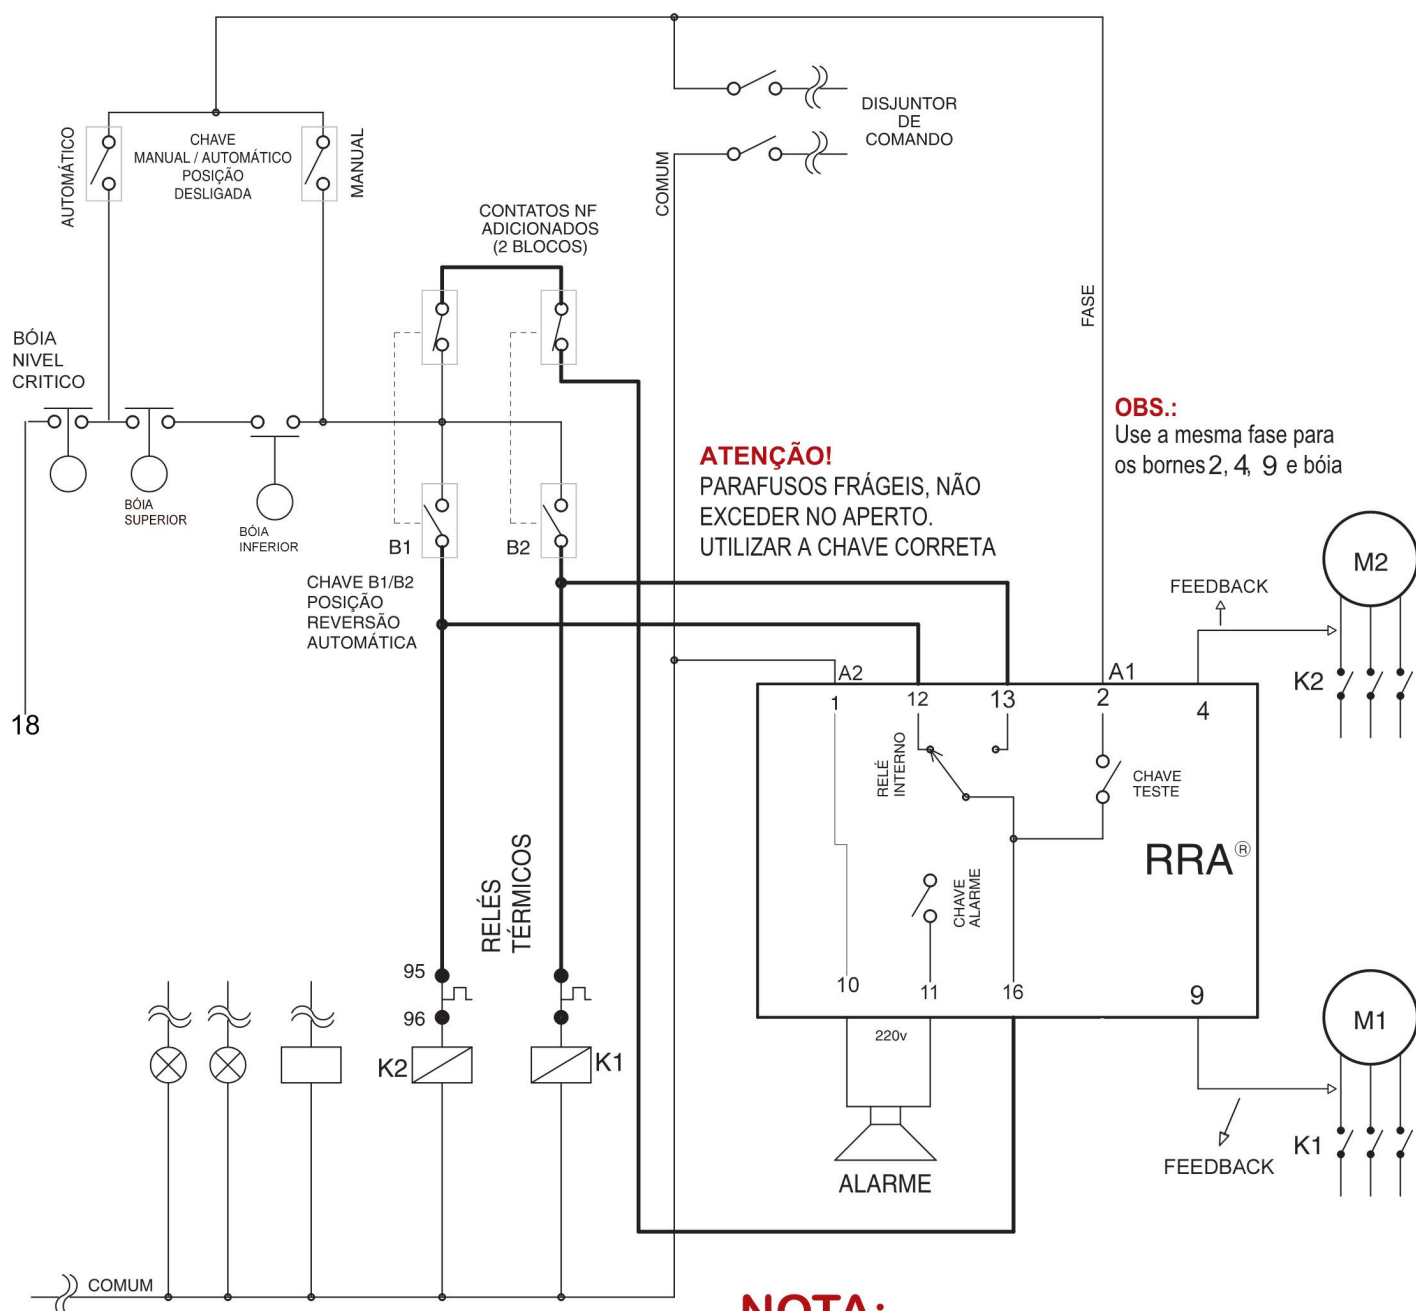 DISJUNTOR
DE
COMANDO
AUTOMÁTICO
CHAVE
MANUAL / AUTOMÁTICO
POSIÇÃO
DESLIGADA
MANUAL
COMUM
CONTATOS NF
ADICIONADOS
(2 BLOCOS)
FASE
BÓIA
NIVEL
CRITICO
BÓIA
SUPERIOR
BÓIA
INFERIOR
OBS.:
Use a mesma fase para
os bornes 2, 4, 9 e bóia
ATENÇÃO!
PARAFUSOS FRÁGEIS, NÃO
EXCEDER NO APERTO.
UTILIZAR A CHAVE CORRETA
B1
B2
CHAVE B1/B2
POSIÇÃO
REVERSÃO
AUTOMÁTICA
M2
FEEDBACK
K2
18
A2
A1
1
12
13
2
4
RELÉ
INTERNO
CHAVE
TESTE
RRA ®
CHAVE
ALARME
RELÉS
TÉRMICOS
95
96
10
11
16
9
220v
K2
K1
M1
K1
FEEDBACK
ALARME
COMUM
NOTA: